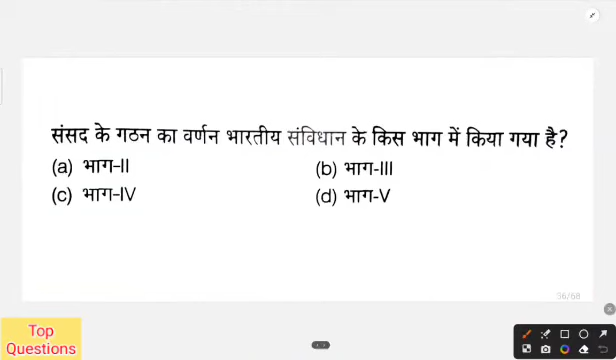 संसद के गठन का वर्णन भारतीय संविधान के किस भाग में किया गया है?
(a) भाग-II (b) भाग-III
(c) भाग-IV (d) भाग-V
36/68
Top
Questions